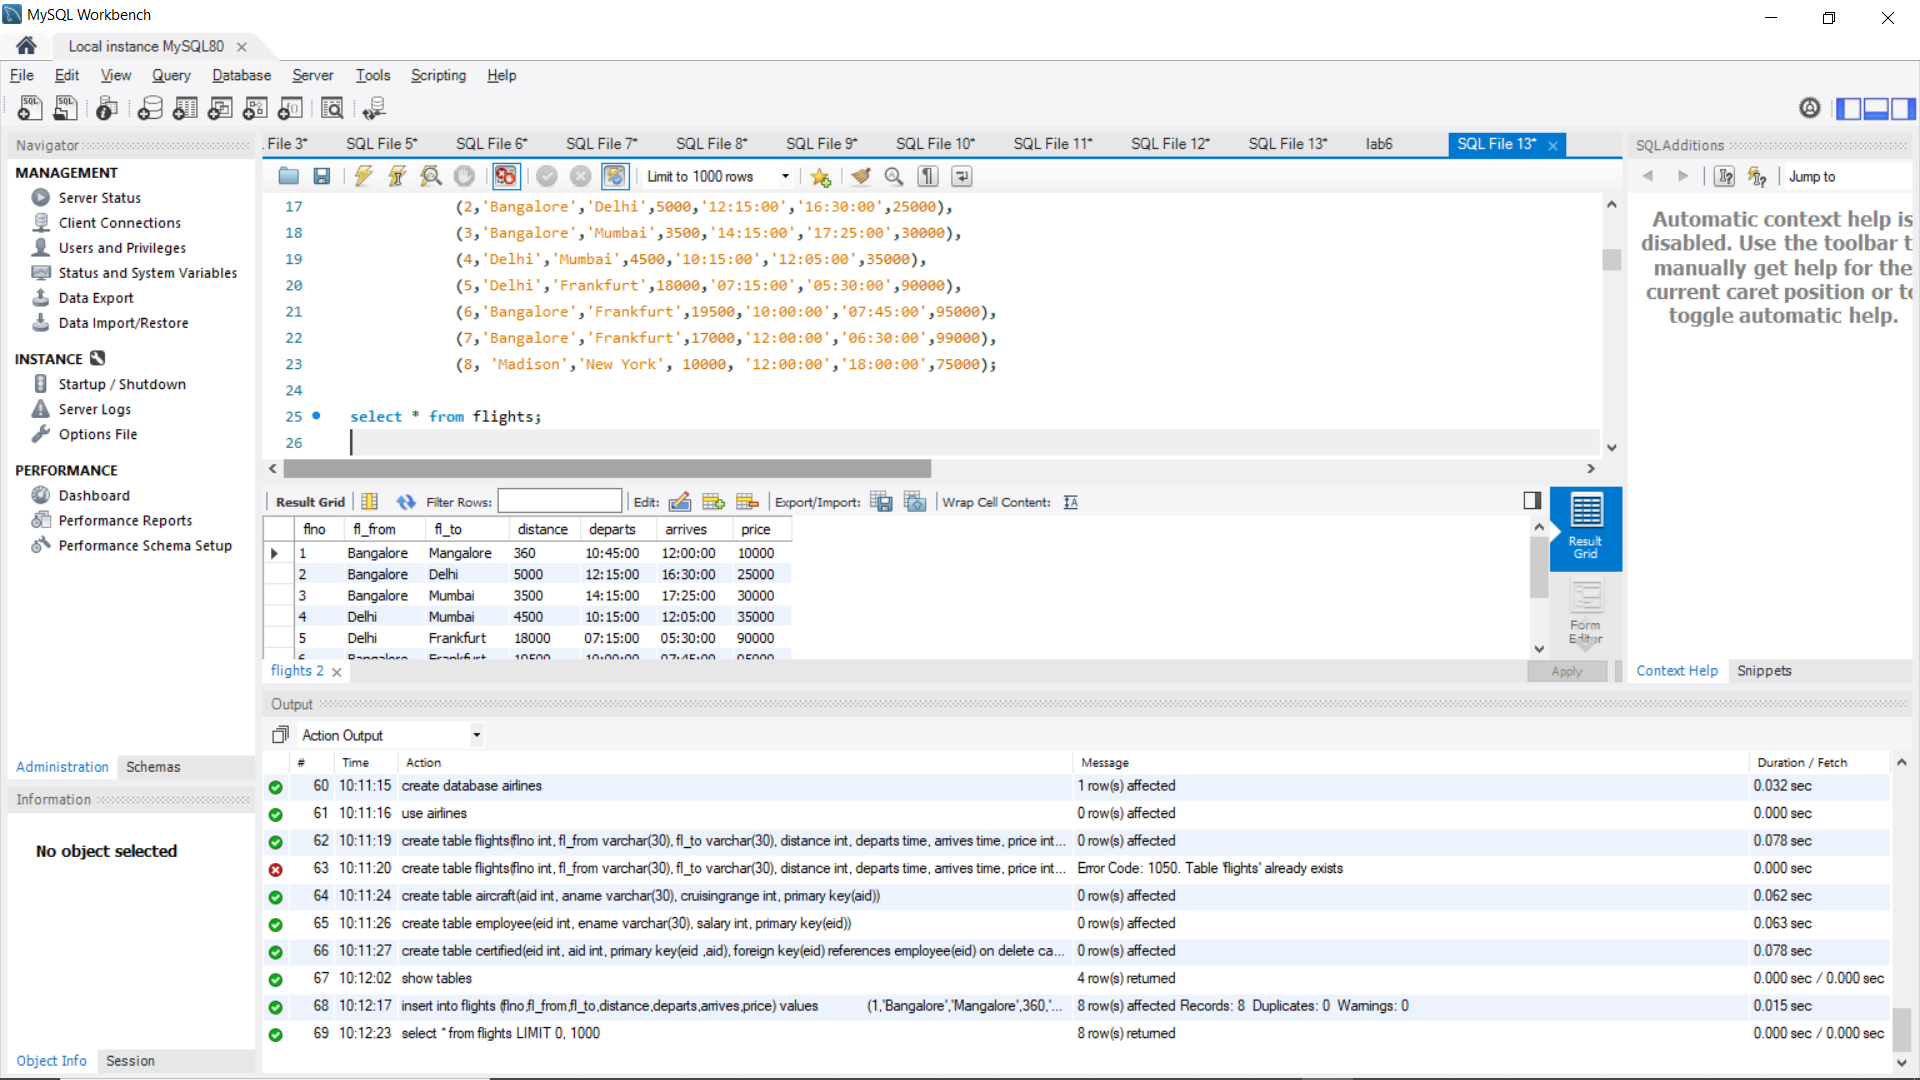 MySQL Workbench
Local instance MySQL80
File Edit View Query Database Server Tools Scripting Help
Navigator
MANAGEMENT
Server Status
Client Connections
Users and Privileges
Status and System Variables
Data Export
Data Import/Restore
INSTANCE
Startup / Shutdown
Server Logs
Options File
PERFORMANCE
Dashboard
Performance Reports
Performance Schema Setup
Administration Schemas
Information
No object selected
Object Info Session
. File 3* SQL File 5* SQL File 6* SQL File 7* SQL File 8* SQL File 9* SQL File 10* SQL File 11* SQL File 12* SQL File 13* lab6 SQL File 13*
Limit to 1000 rows
17 (2,'Bangalore','Delhi',5000,'12:15:00','16:30:00',25000),
18 (3,'Bangalore','Mumbai',3500,'14:15:00','17:25:00',30000),
19 (4,'Delhi','Mumbai',4500,'10:15:00','12:05:00',35000),
20 (5,'Delhi','Frankfurt',18000,'07:15:00','05:30:00',90000),
21 (6,'Bangalore','Frankfurt',19500,'10:00:00','07:45:00',95000),
22 (7,'Bangalore','Frankfurt',17000,'12:00:00','06:30:00',99000),
23 (8, 'Madison','New York', 10000, '12:00:00','18:00:00',75000);
24
25 select * from flights;
26
Result Grid Filter Rows: Edit: Export/Import: Wrap Cell Content:
flno fl_from fl_to distance departs arrives price
1 Bangalore Mangalore 360 10:45:00 12:00:00 10000
2 Bangalore Delhi 5000 12:15:00 16:30:00 25000
3 Bangalore Mumbai 3500 14:15:00 17:25:00 30000
4 Delhi Mumbai 4500 10:15:00 12:05:00 35000
5 Delhi Frankfurt 18000 07:15:00 05:30:00 90000
6 Bangalore Frankfurt 19500 10:00:00 07:45:00 95000
Result
Grid
Form
Editor
flights 2
Apply
SQLAdditions
Jump to
Automatic context help is
disabled. Use the toolbar t
manually get help for the
current caret position or to
toggle automatic help.
Context Help Snippets
Output
Action Output
# Time Action Message Duration / Fetch
60 10:11:15 create database airlines 1 row(s) affected 0.032 sec
61 10:11:16 use airlines 0 row(s) affected 0.000 sec
62 10:11:19 create table flights(flno int, fl_from varchar(30), fl_to varchar(30), distance int, departs time, arrives time, price int... 0 row(s) affected 0.078 sec
63 10:11:20 create table flights(flno int, fl_from varchar(30), fl_to varchar(30), distance int, departs time, arrives time, price int... Error Code: 1050. Table 'flights' already exists 0.000 sec
64 10:11:24 create table aircraft(aid int, aname varchar(30), cruisingrange int, primary key(aid)) 0 row(s) affected 0.062 sec
65 10:11:26 create table employee(eid int, ename varchar(30), salary int, primary key(eid)) 0 row(s) affected 0.063 sec
66 10:11:27 create table certified(eid int, aid int, primary key(eid ,aid), foreign key(eid) references employee(eid) on delete ca... 0 row(s) affected 0.078 sec
67 10:12:02 show tables 4 row(s) returned 0.000 sec / 0.000 sec
68 10:12:17 insert into flights (flno,fl_from,fl_to,distance,departs,arrives,price) values (1,'Bangalore','Mangalore',360,'... 8 row(s) affected Records: 8 Duplicates: 0 Warnings: 0 0.015 sec
69 10:12:23 select * from flights LIMIT 0, 1000 8 row(s) returned 0.000 sec / 0.000 sec